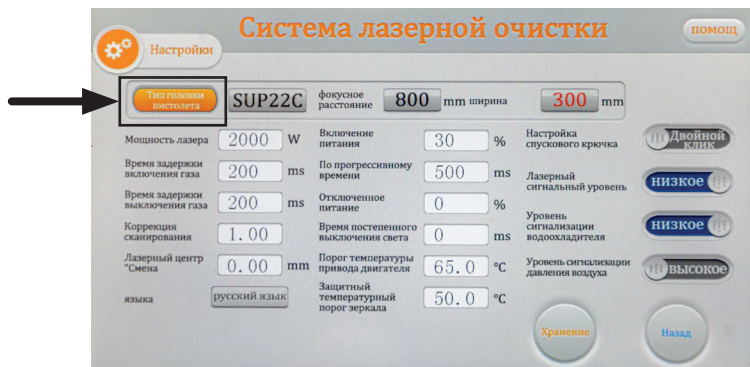 Система лазерной очистки
помощ
Настройки
Тип головки
пистолета
SUP22C
фокусное
расстояние
800
mm
ширина
300
mm
Мощность лазера
2000
W
Включение
питания
30
%
Настройка
спускового крючка
Двойной
клик
Время задержки
включения газа
200
ms
По прогрессивному
времени
500
ms
Лазерный
сигнальный уровень
низкое
Время задержки
выключения газа
200
ms
Отключенное
питание
0
%
Уровень
сигнализации
водоохладителя
низкое
Коррекция
сканирования
1.00
Время постепенного
выключения света
0
ms
Лазерный центр
"Смена
0.00
mm
Порог температуры
привода двигателя
65.0
°C
Уровень сигнализации
давления воздуха
высокое
языка
русский язык
Защитный
температурный
порог зеркала
50.0
°C
Хранение
Назад